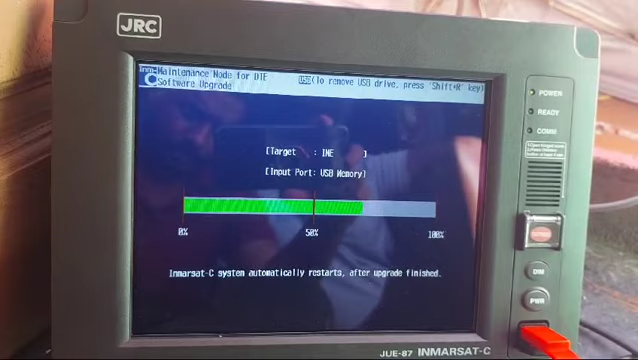 JRC
Maintenance Mode for DTE
Software Upgrade
USB(To remove USB drive, press 'Shift+R' key)
POWER
READY
COMM
[Target : IME ]
[Input Port: USB Memory]
0% 50% 100%
Inmarsat-C system automatically restarts, after upgrade finished.
DIM
PWR
JUE-87 INMARSAT-C